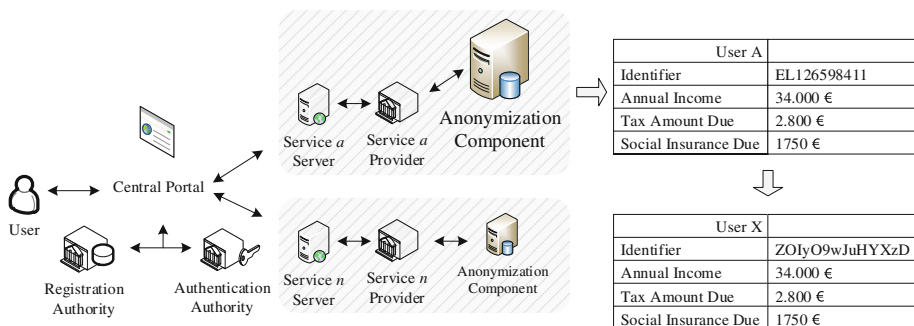 User
Central Portal
Registration
Authority
Authentication
Authority
Service a
Server
Service a
Provider
Anonymization
Component
Service n
Server
Service n
Provider
Anonymization
Component
User A
Identifier EL126598411
Annual Income 34.000 €
Tax Amount Due 2.800 €
Social Insurance Due 1750 €
User X
Identifier ZOIyO9wJuHYXzD
Annual Income 34.000 €
Tax Amount Due 2.800 €
Social Insurance Due 1750 €